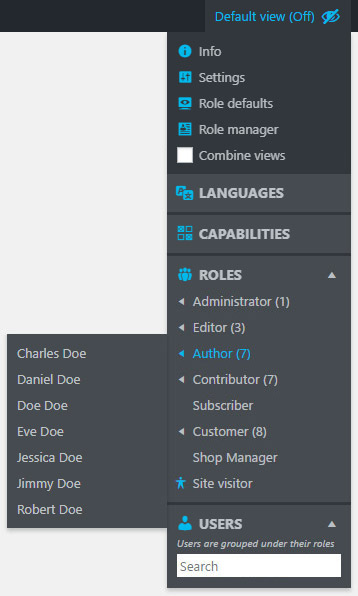 Default view (Off)
Info
Settings
Role defaults
Role manager
Combine views
LANGUAGES
CAPABILITIES
ROLES
Administrator (1)
Editor (3)
Author (7)
Charles Doe
Daniel Doe
Doe Doe
Eve Doe
Jessica Doe
Jimmy Doe
Robert Doe
Contributor (7)
Subscriber
Customer (8)
Shop Manager
Site visitor
USERS
Users are grouped under their roles
Search